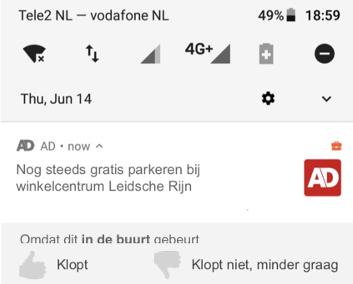 Tele2 NL — vodafone NL 49% 18:59
4G+
Thu, Jun 14
AD AD • now
Nog steeds gratis parkeren bij
winkelcentrum Leidsche Rijn
AD
Omdat dit in de buurt gebeurt
Klopt Klopt niet, minder graag